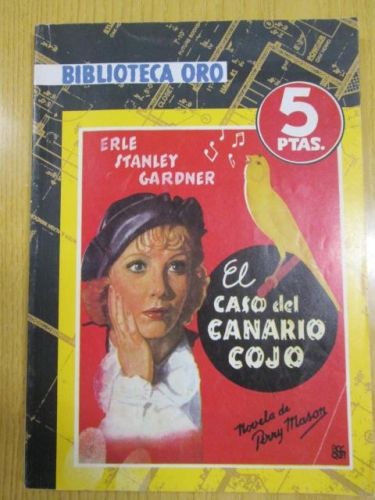 BIBLIOTECA ORO
5
PTAS.
ERLE
STANLEY
GARDNER
El
CASO del
CANARIO
COJO
Novela de
Perry Mason